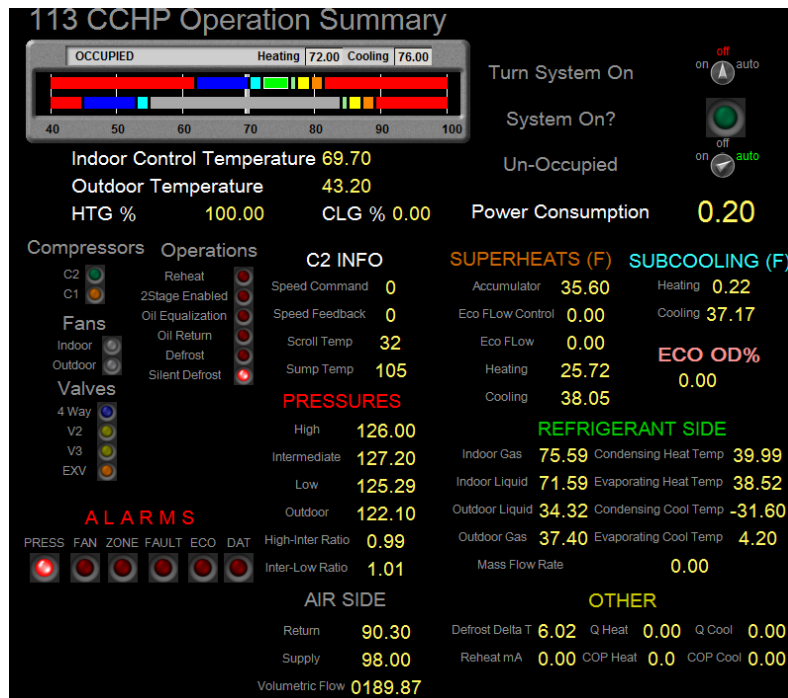 113 CCHP Operation Summary
OCCUPIED Heating 72.00 Cooling 76.00
40 50 60 70 80 90 100
off
on auto
Turn System On
System On?
off
on auto
Un-Occupied
Indoor Control Temperature 69.70
Outdoor Temperature 43.20
HTG % 100.00 CLG % 0.00
Power Consumption 0.20
Compressors
C2
C1
Fans
Indoor
Outdoor
Valves
4 Way
V2
V3
EXV
Operations
Reheat
2Stage Enabled
Oil Equalization
Oil Return
Defrost
Silent Defrost
ALARMS
PRESS FAN ZONE FAULT ECO DAT
C2 INFO
Speed Command 0
Speed Feedback 0
Scroll Temp 32
Sump Temp 105
PRESSURES
High 126.00
Intermediate 127.20
Low 125.29
Outdoor 122.10
High-Inter Ratio 0.99
Inter-Low Ratio 1.01
AIR SIDE
Return 90.30
Supply 98.00
Volumetric Flow 0189.87
SUPERHEATS (F)
Accumulator 35.60
Eco FLow Control 0.00
Eco FLow 0.00
Heating 25.72
Cooling 38.05
SUBCOOLING (F)
Heating 0.22
Cooling 37.17
ECO OD%
0.00
REFRIGERANT SIDE
Indoor Gas 75.59 Condensing Heat Temp 39.99
Indoor Liquid 71.59 Evaporating Heat Temp 38.52
Outdoor Liquid 34.32 Condensing Cool Temp -31.60
Outdoor Gas 37.40 Evaporating Cool Temp 4.20
Mass Flow Rate 0.00
OTHER
Defrost Delta T 6.02 Q Heat 0.00 Q Cool 0.00
Reheat mA 0.00 COP Heat 0.0 COP Cool 0.00